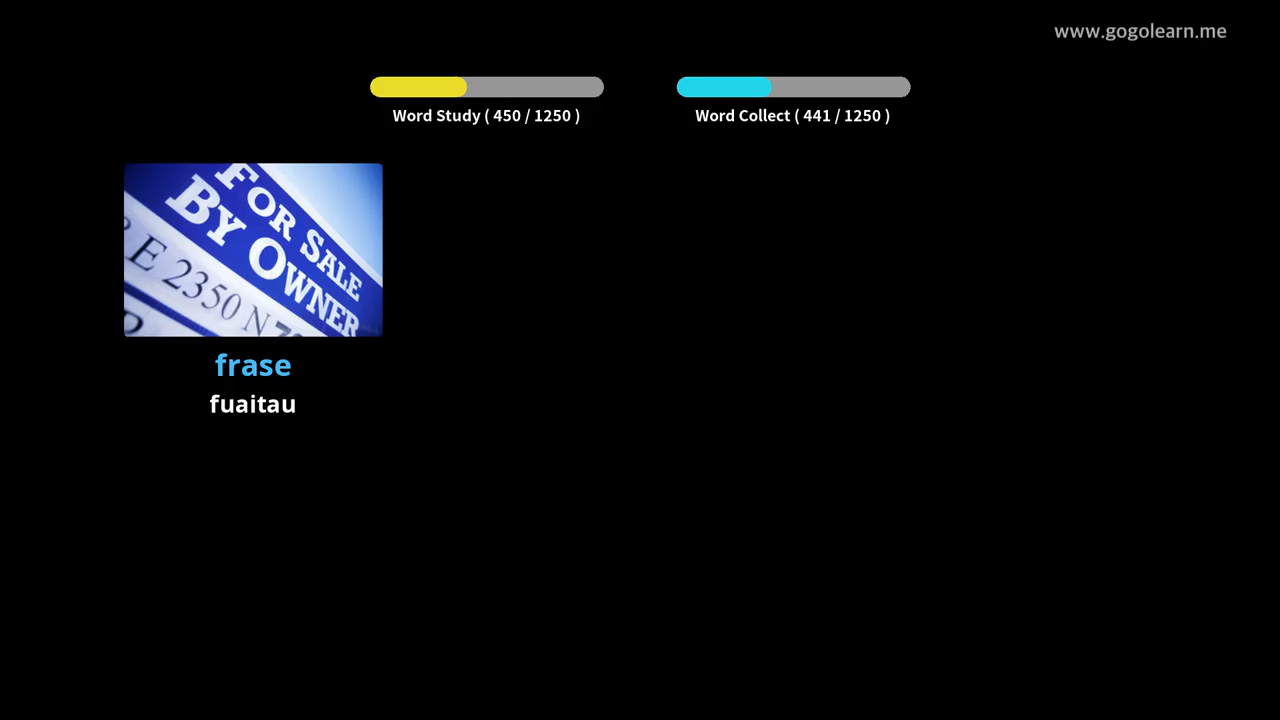 www.gogolearn.me
Word Study ( 450 / 1250 )
Word Collect ( 441 / 1250 )
FOR SALE
BY OWNER
E 2350 N
frase
fuaitau